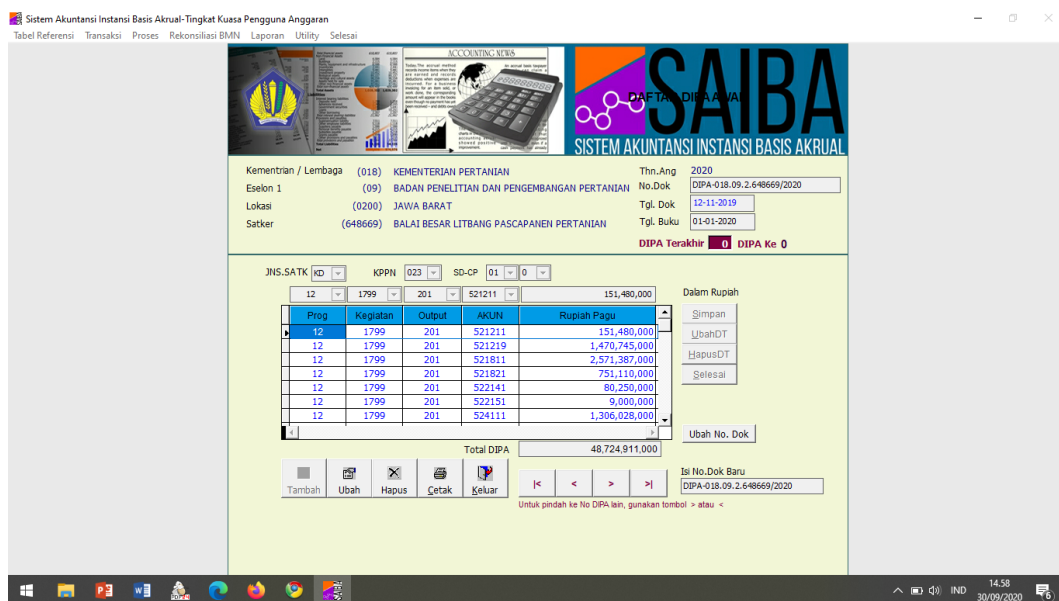 Sistem Akuntansi Instansi Basis Akrual-Tingkat Kuasa Pengguna Anggaran
Tabel Referensi Transaksi Proses Rekonsiliasi BMN Laporan Utility Selesai
ACCOUNTING NEWS
SAIBA
DAFTAR DIPA AWAL
SISTEM AKUNTANSI INSTANSI BASIS AKRUAL
Kementrian / Lembaga (018) KEMENTERIAN PERTANIAN Thn.Ang 2020
Eselon 1 (09) BADAN PENELITIAN DAN PENGEMBANGAN PERTANIAN No.Dok DIPA-018.09.2.648669/2020
Lokasi (0200) JAWA BARAT Tgl. Dok 12-11-2019
Satker (648669) BALAI BESAR LITBANG PASCAPANEN PERTANIAN Tgl. Buku 01-01-2020
DIPA Terakhir 0 DIPA Ke 0
JNS.SATK KD KPPN 023 SD-CP 01 0
12 1799 201 521211 151,480,000 Dalam Rupiah
Prog Kegiatan Output AKUN Rupiah Pagu Simpan
12 1799 201 521211 151,480,000 UbahDT
12 1799 201 521219 1,470,745,000
12 1799 201 521811 2,571,387,000 HapusDT
12 1799 201 521821 751,110,000 Selesai
12 1799 201 522141 80,250,000
12 1799 201 522151 9,000,000
12 1799 201 524111 1,306,028,000
Ubah No. Dok
Total DIPA 48,724,911,000
Tambah Ubah Hapus Cetak Keluar |< < > >| Isi No.Dok Baru
DIPA-018.09.2.648669/2020
Untuk pindah ke No DIPA lain, gunakan tombol > atau <
IND 14.58
30/09/2020 6